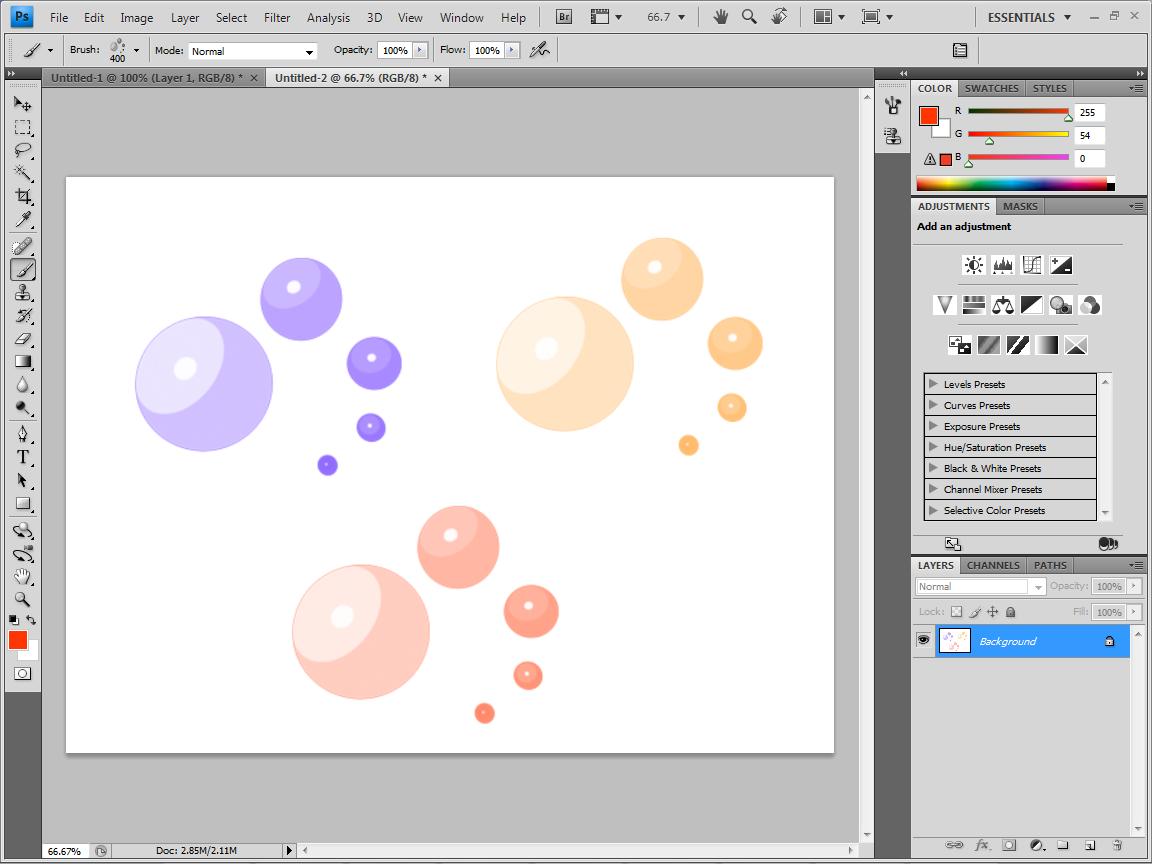 Ps File Edit Image Layer Select Filter Analysis 3D View Window Help Br 66.7 ESSENTIALS
Brush: 400 Mode: Normal Opacity: 100% Flow: 100%
Untitled-1 @ 100% (Layer 1, RGB/8) * Untitled-2 @ 66.7% (RGB/8) *
COLOR SWATCHES STYLES
R 255
G 54
B 0
ADJUSTMENTS MASKS
Add an adjustment
Levels Presets
Curves Presets
Exposure Presets
Hue/Saturation Presets
Black & White Presets
Channel Mixer Presets
Selective Color Presets
LAYERS CHANNELS PATHS
Normal Opacity: 100%
Lock: Fill: 100%
Background
T
66.67% Doc: 2.85M/2.11M
fx